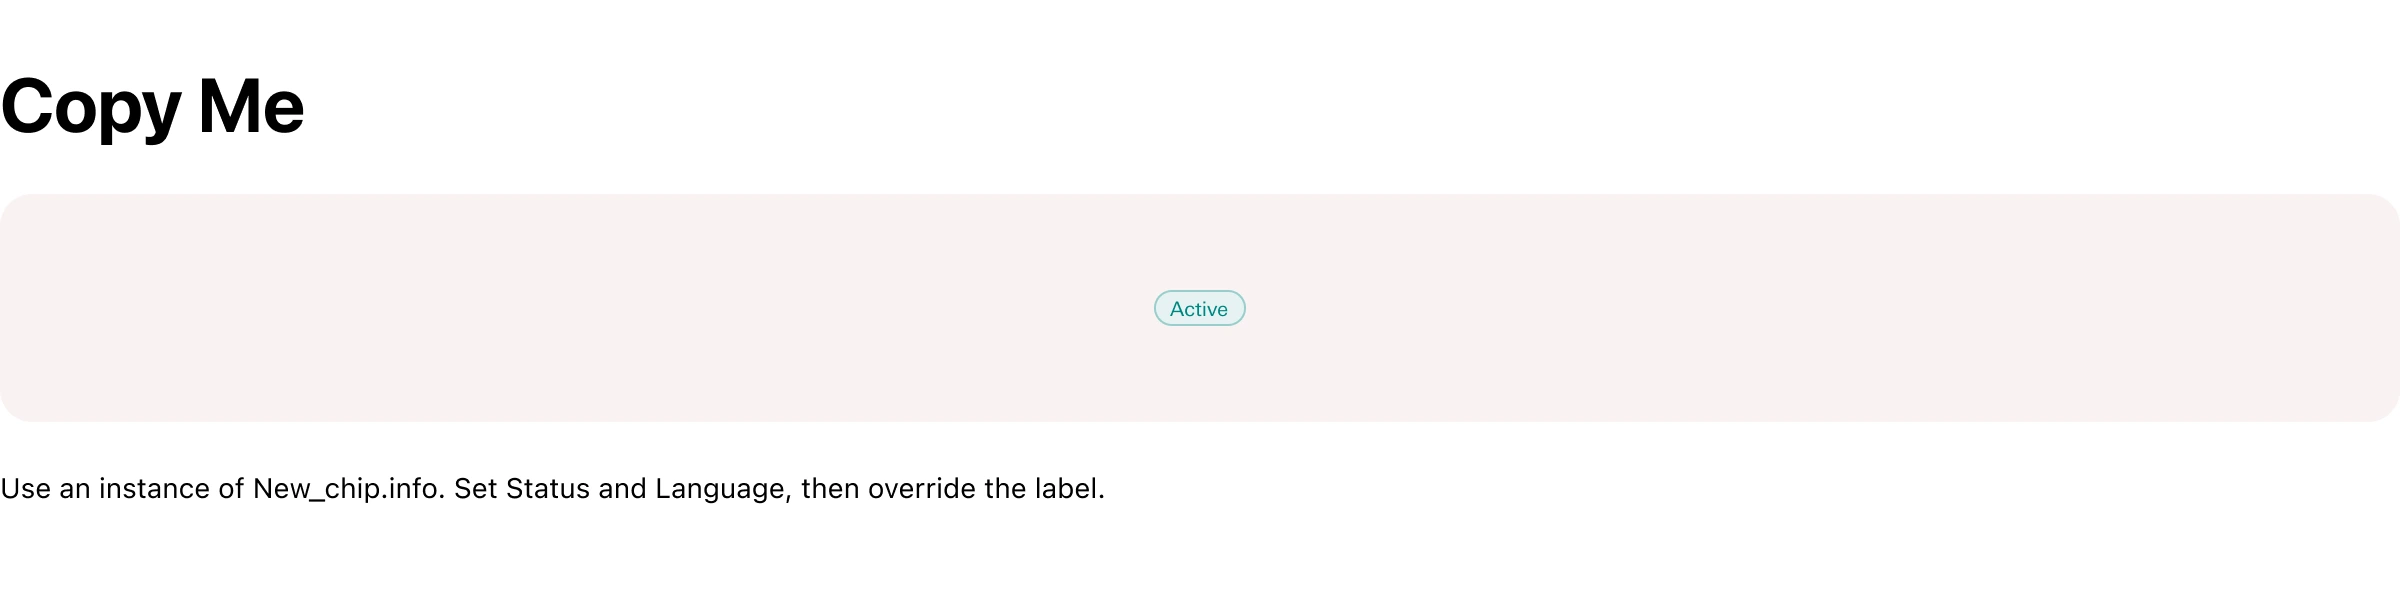 Copy Me
Active
Use an instance of New_chip.info. Set Status and Language, then override the label.